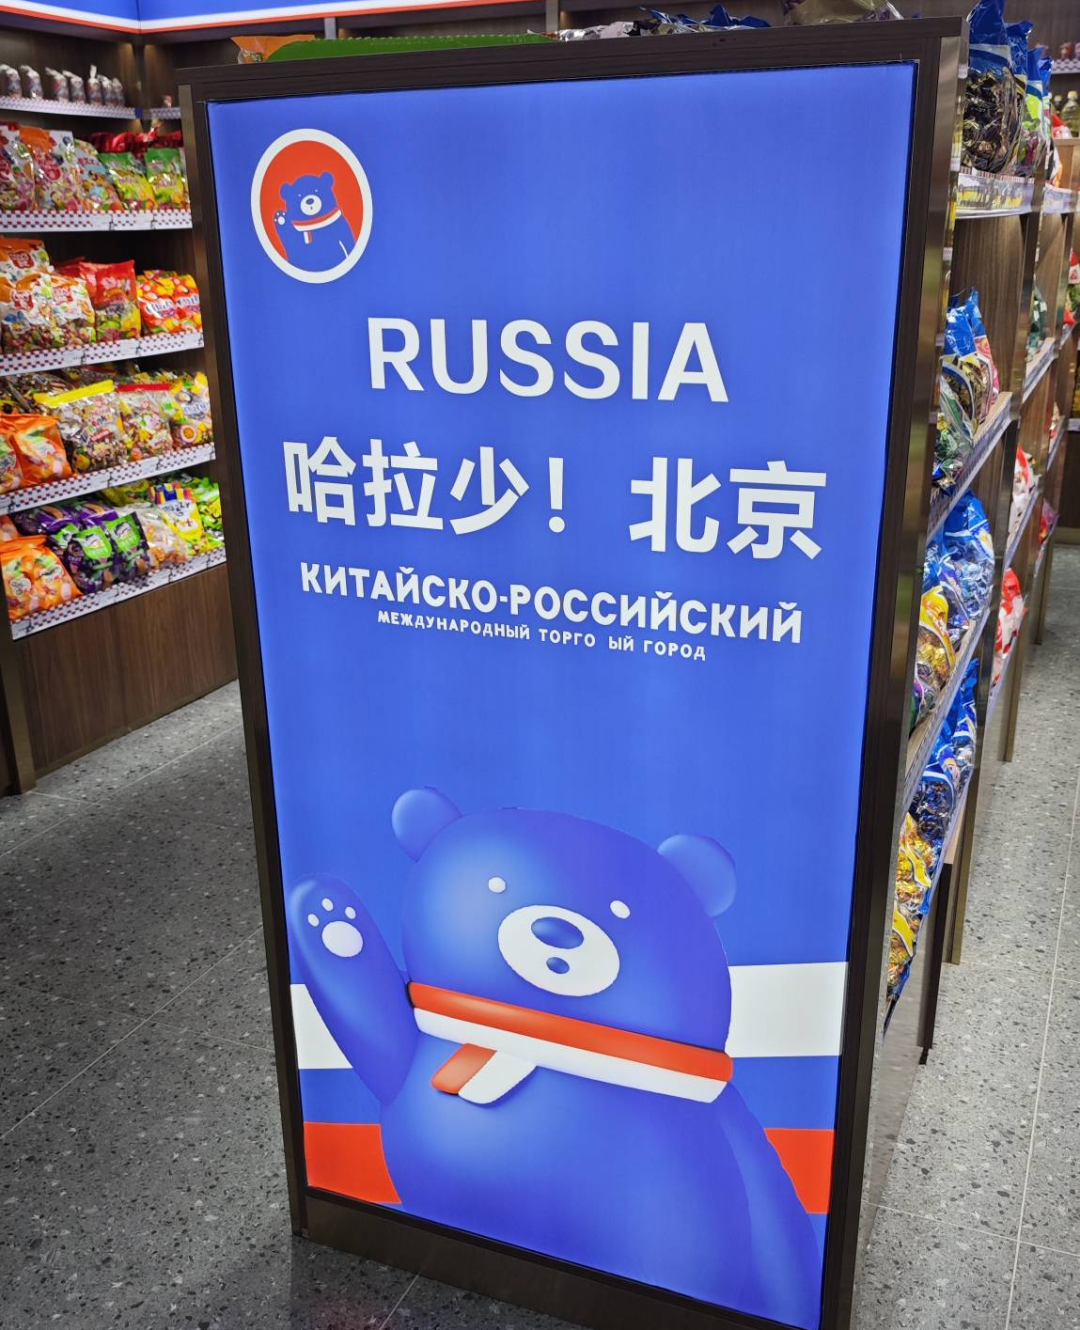 RUSSIA
哈拉少！ 北京
КИТАЙСКО-РОССИЙСКИЙ
МЕЖДУНАРОДНЫЙ ТОРГО ЫЙ ГОРОД